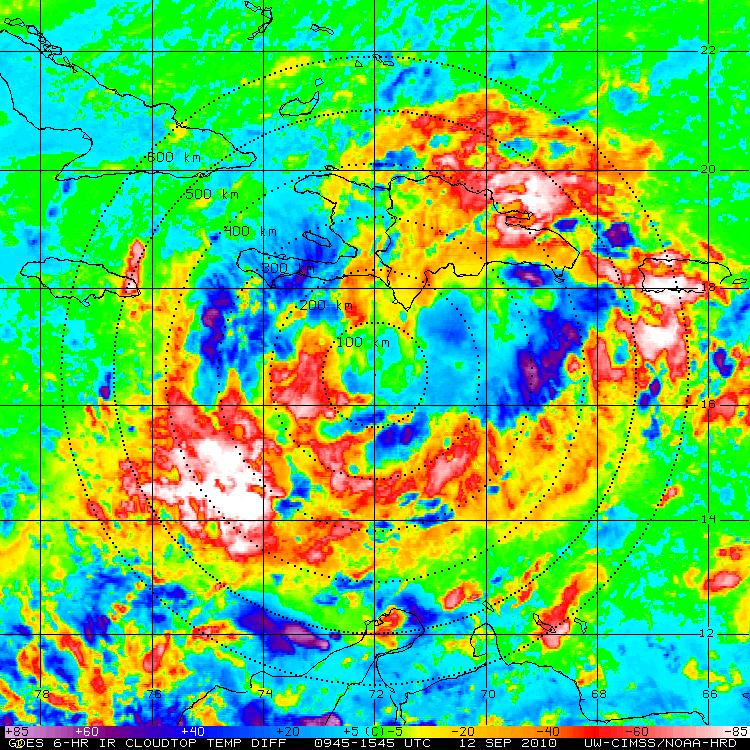 22
600 km
20
500 km
400 km
300 km
18
200 km
100 km
16
14
12
78 76 74 72 70 68 66
+85 +60 +40 +20 +5 0 -5 -20 -40 -60 -85
GOES 6-HR IR CLOUDTOP TEMP DIFF 0945-1545 UTC 12 SEP 2010 UW-CIMSS/NOAA-HRD